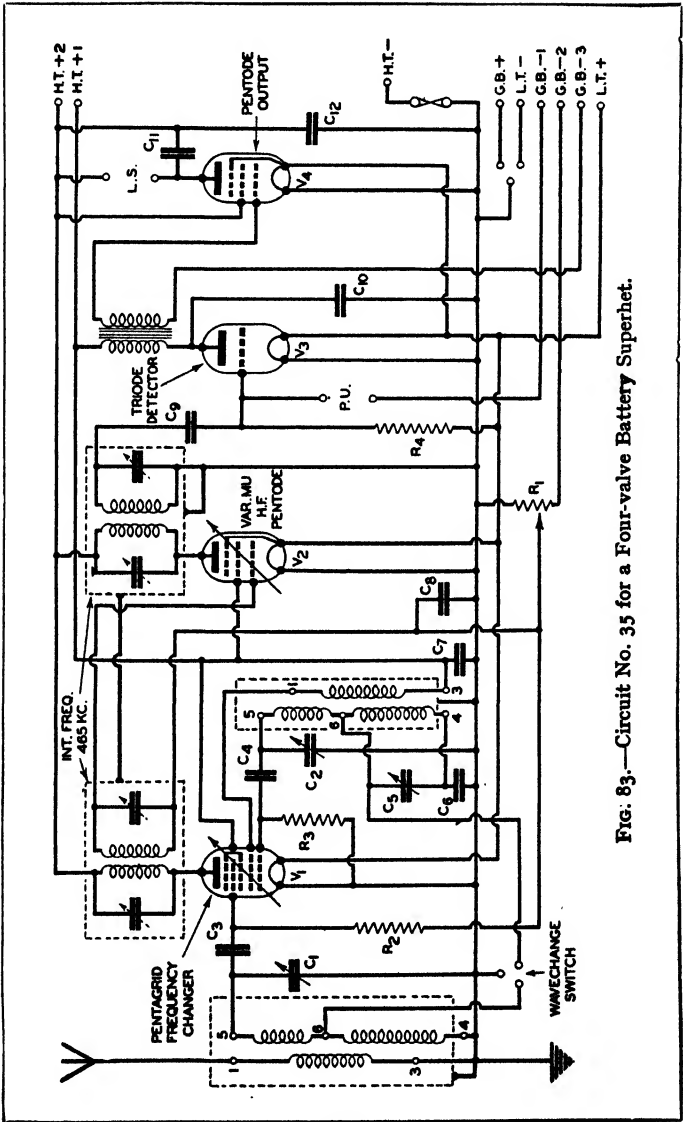 H.T.+2
H.T.+1
PENTODE
OUTPUT
C11
L.S.
C12
V4
H.T.–
G.B.+
L.T.–
G.B.–1
G.B.–2
G.B.–3
L.T.+
TRIODE
DETECTOR
C10
V3
C9
P.U.
R4
INT. FREQ.
465 KC.
VAR. MU
H.F.
PENTODE
V2
R1
C8
C7
1
3
5
6
4
C4
C2
C5
C6
R3
V1
PENTAGRID
FREQUENCY
CHANGER
C3
C1
R2
5
6
4
1
3
WAVECHANGE
SWITCH
FIG. 83.—Circuit No. 35 for a Four-valve Battery Superhet.